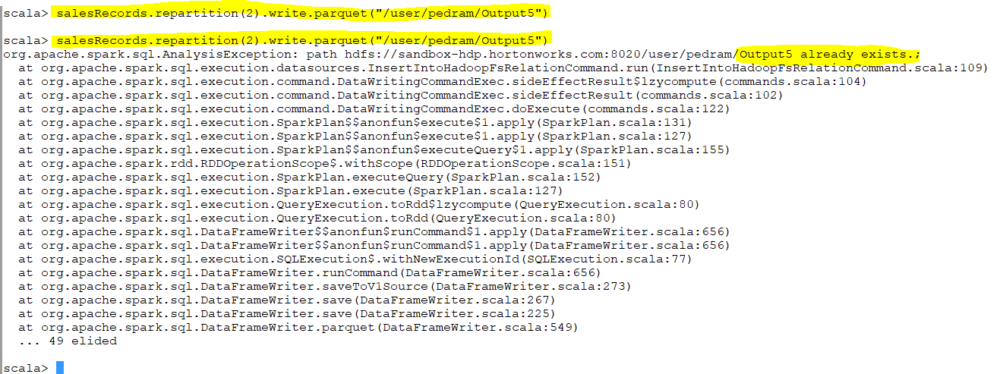 scala> salesRecords.repartition(2).write.parquet("/user/pedram/Output5")
scala> salesRecords.repartition(2).write.parquet("/user/pedram/Output5")
org.apache.spark.sql.AnalysisException: path hdfs://sandbox-hdp.hortonworks.com:8020/user/pedram/Output5 already exists.;
  at org.apache.spark.sql.execution.datasources.InsertIntoHadoopFsRelationCommand.run(InsertIntoHadoopFsRelationCommand.scala:109)
  at org.apache.spark.sql.execution.command.DataWritingCommandExec.sideEffectResult$lzycompute(commands.scala:104)
  at org.apache.spark.sql.execution.command.DataWritingCommandExec.sideEffectResult(commands.scala:102)
  at org.apache.spark.sql.execution.command.DataWritingCommandExec.doExecute(commands.scala:122)
  at org.apache.spark.sql.execution.SparkPlan$$anonfun$execute$1.apply(SparkPlan.scala:131)
  at org.apache.spark.sql.execution.SparkPlan$$anonfun$execute$1.apply(SparkPlan.scala:127)
  at org.apache.spark.sql.execution.SparkPlan$$anonfun$executeQuery$1.apply(SparkPlan.scala:155)
  at org.apache.spark.rdd.RDDOperationScope$.withScope(RDDOperationScope.scala:151)
  at org.apache.spark.sql.execution.SparkPlan.executeQuery(SparkPlan.scala:152)
  at org.apache.spark.sql.execution.SparkPlan.execute(SparkPlan.scala:127)
  at org.apache.spark.sql.execution.QueryExecution.toRdd$lzycompute(QueryExecution.scala:80)
  at org.apache.spark.sql.execution.QueryExecution.toRdd(QueryExecution.scala:80)
  at org.apache.spark.sql.DataFrameWriter$$anonfun$runCommand$1.apply(DataFrameWriter.scala:656)
  at org.apache.spark.sql.DataFrameWriter$$anonfun$runCommand$1.apply(DataFrameWriter.scala:656)
  at org.apache.spark.sql.execution.SQLExecution$.withNewExecutionId(SQLExecution.scala:77)
  at org.apache.spark.sql.DataFrameWriter.runCommand(DataFrameWriter.scala:656)
  at org.apache.spark.sql.DataFrameWriter.saveToV1Source(DataFrameWriter.scala:273)
  at org.apache.spark.sql.DataFrameWriter.save(DataFrameWriter.scala:267)
  at org.apache.spark.sql.DataFrameWriter.save(DataFrameWriter.scala:225)
  at org.apache.spark.sql.DataFrameWriter.parquet(DataFrameWriter.scala:549)
  ... 49 elided
scala>